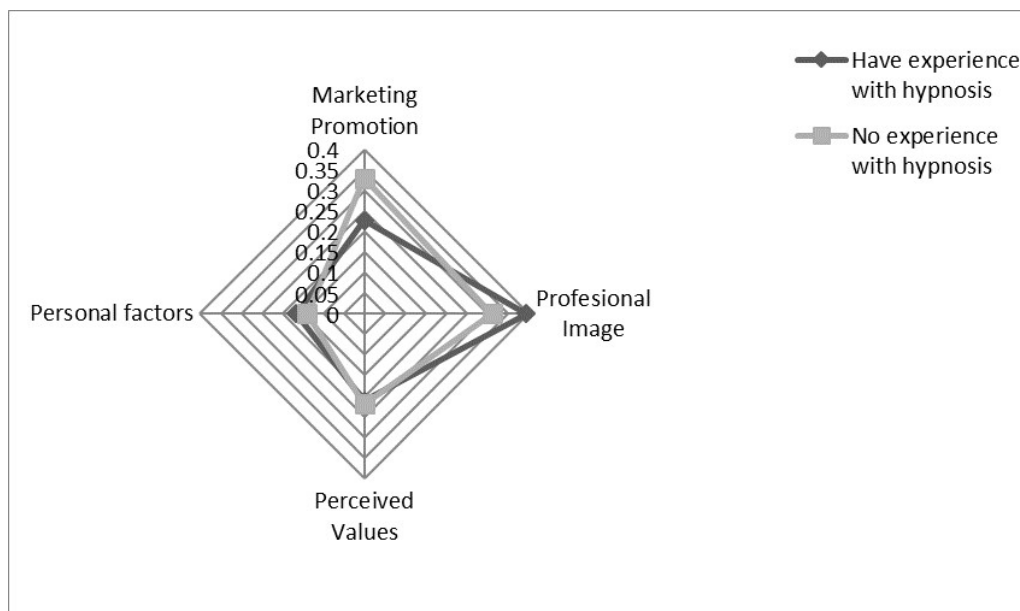 Have experience
with hypnosis
No experience
with hypnosis
Marketing
Promotion
0.4
0.35
0.3
0.25
0.2
0.15
0.1
0.05
0
Personal factors
Profesional
Image
Perceived
Values